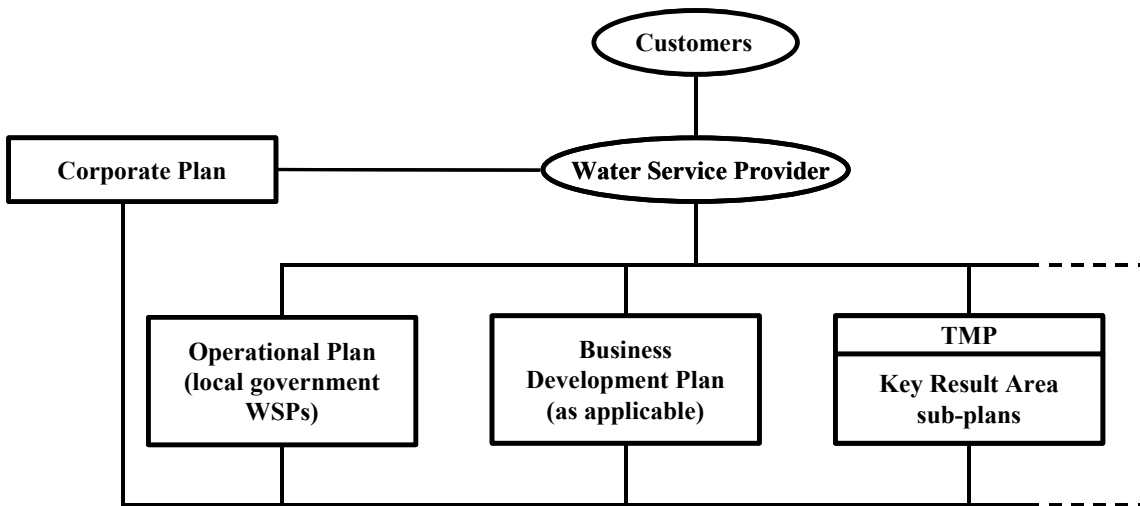 Customers
Corporate Plan
Water Service Provider
Operational Plan
(local government
WSPs)
Business
Development Plan
(as applicable)
TMP
Key Result Area
sub-plans